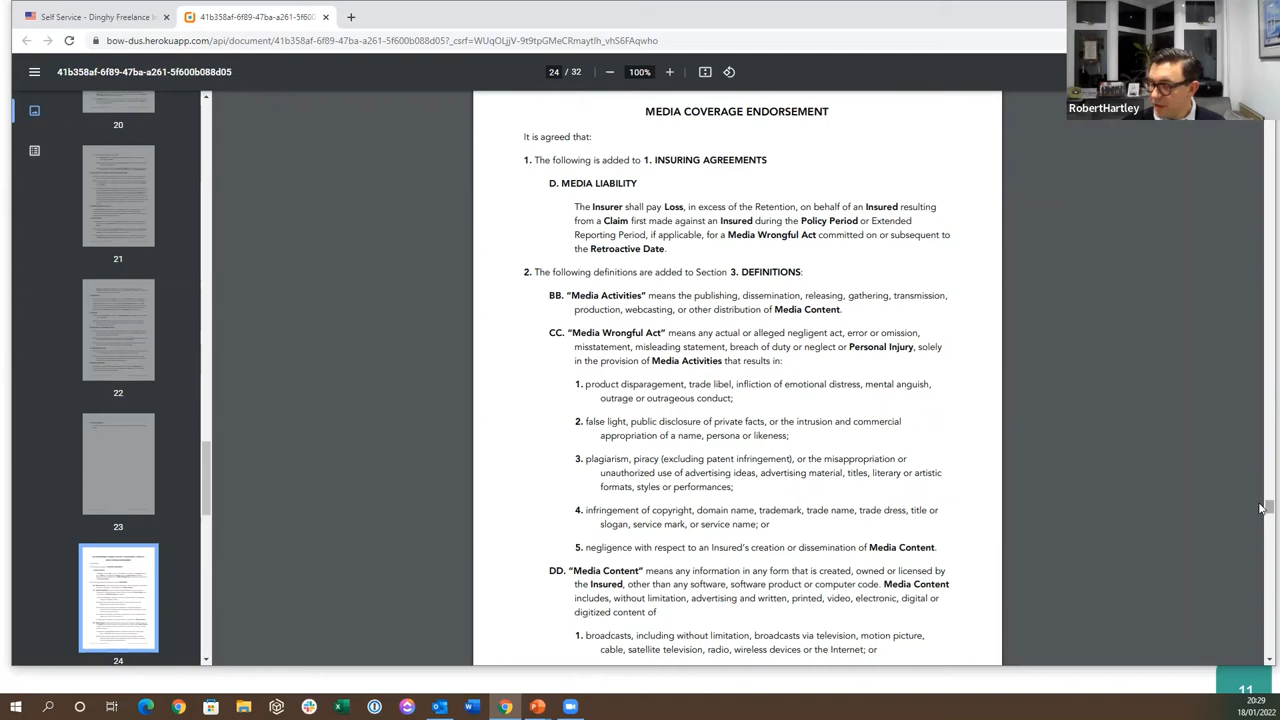 Self Service - Dinghy Freelance
41b358af-6f89-47ba-a261-5f600
bow-dus.herokuapp.com/api/document/41b358af-6f89-47ba-a261-5f600b088d05?_csrf=WUqOLjjV-9t9tpGMeCRmaytIh_vhS6FAqwho
41b358af-6f89-47ba-a261-5f600b088d05
24 / 32
100%
RobertHartley
20
21
22
23
24
MEDIA COVERAGE ENDORSEMENT
It is agreed that:
1. The following is added to 1. INSURING AGREEMENTS
D. MEDIA LIABILITY
The Insurer shall pay Loss, in excess of the Retention, on behalf of an Insured resulting
from a Claim first made against an Insured during the Policy Period or Extended
Reporting Period, if applicable, for a Media Wrongful Act committed on or subsequent to
the Retroactive Date.
2. The following definitions are added to Section 3. DEFINITIONS:
BB. “Media Activities” means the publishing, dissemination, releasing, gathering, transmission,
production, webcasting, or other distribution of Media Content.
CC. “Media Wrongful Act” means any actual or alleged negligent act, error or omission,
misstatement, misleading statement, breach of duty or neglect or Personal Injury, solely
in the provision of Media Activities that results in:
1. product disparagement, trade libel, infliction of emotional distress, mental anguish,
outrage or outrageous conduct;
2. false light, public disclosure of private facts, or the intrusion and commercial
appropriation of a name, persona or likeness;
3. plagiarism, piracy (excluding patent infringement), or the misappropriation or
unauthorized use of advertising ideas, advertising material, titles, literary or artistic
formats, styles or performances;
4. infringement of copyright, domain name, trademark, trade name, trade dress, title or
slogan, service mark, or service name; or
5. negligence with respect to an Insured’s creation or dissemination of Media Content.
DD. “Media Content” means any information in any form that is created, owned or licensed by
the Insured, other than any software, software product or computer code. Media Content
includes, without limitation, advertising and written, printed, video, electronic, digital or
digitized content of
1. broadcasts, including without limitation, broadcasts via television, motion picture,
cable, satellite television, radio, wireless devices or the Internet; or
11
20:29
18/01/2022